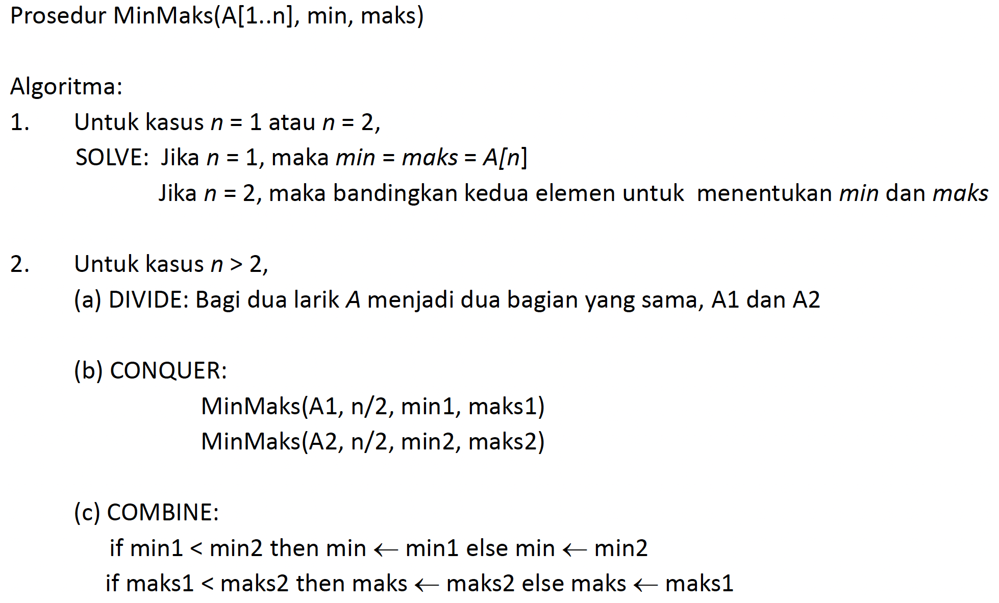 Prosedur MinMaks(A[1..n], min, maks)
Algoritma:
1. Untuk kasus n = 1 atau n = 2,
SOLVE: Jika n = 1, maka min = maks = A[n]
Jika n = 2, maka bandingkan kedua elemen untuk menentukan min dan maks
2. Untuk kasus n > 2,
(a) DIVIDE: Bagi dua larik A menjadi dua bagian yang sama, A1 dan A2
(b) CONQUER:
MinMaks(A1, n/2, min1, maks1)
MinMaks(A2, n/2, min2, maks2)
(c) COMBINE:
if min1 < min2 then min ← min1 else min ← min2
if maks1 < maks2 then maks ← maks2 else maks ← maks1